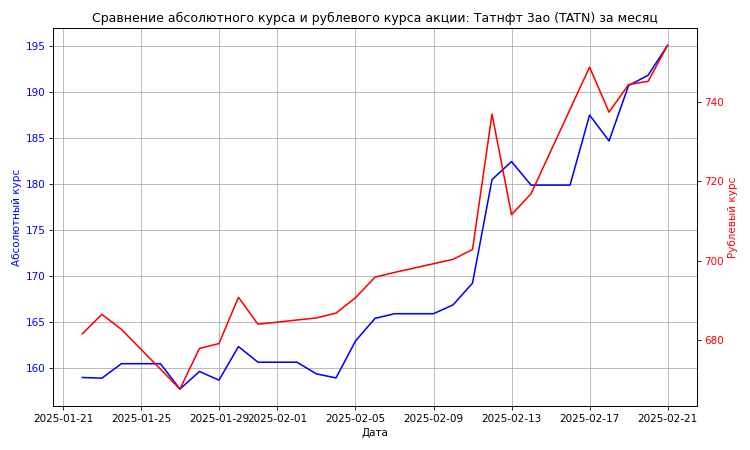 Сравнение абсолютного курса и рублевого курса акции: Татнфт 3ао (TATN) за месяц
195
190
185
180
175
170
165
160
Абсолютный курс
740
720
700
680
Рублевый курс
2025-01-21 2025-01-25 2025-01-29 2025-02-01 2025-02-05 2025-02-09 2025-02-13 2025-02-17 2025-02-21
Дата